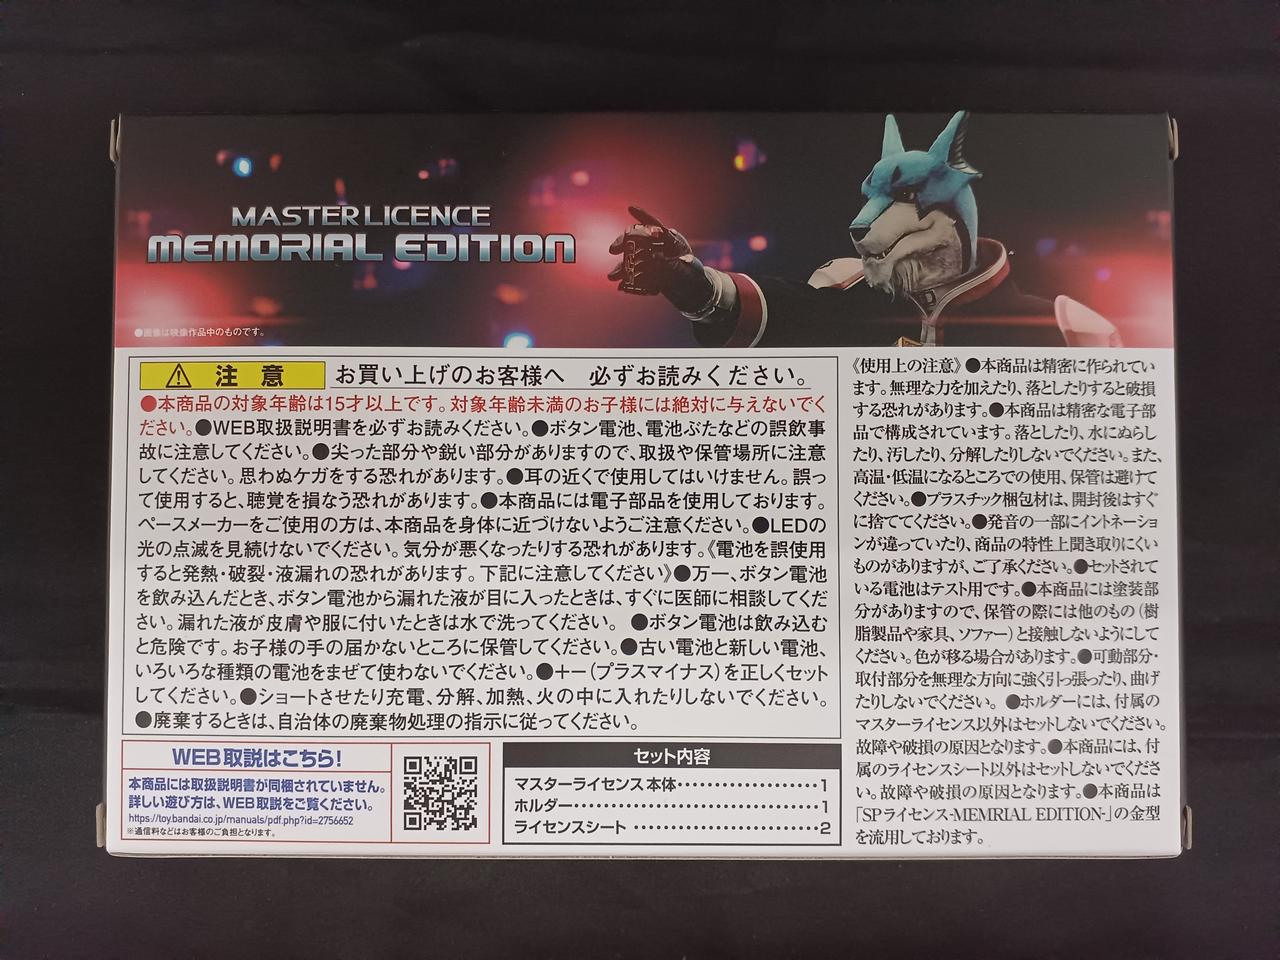 MASTER LICENCE
MEMORIAL EDITION
●画像は映像作品中のものです。
⚠ 注 意 お買い上げのお客様へ 必ずお読みください。
●本商品の対象年齢は15才以上です。対象年齢未満のお子様には絶対に与えないでく
ださい。●WEB取扱説明書を必ずお読みください。●ボタン電池、電池ぶたなどの誤飲事
故に注意してください。●尖った部分や鋭い部分がありますので、取扱や保管場所に注意
してください。思わぬケガをする恐れがあります。●耳の近くで使用してはいけません。誤っ
て使用すると、聴覚を損なう恐れがあります。●本商品には電子部品を使用しております。
ペースメーカーをご使用の方は、本商品を身体に近づけないようご注意ください。●LEDの
光の点滅を見続けないでください。気分が悪くなったりする恐れがあります。《電池を誤使用
すると発熱・破裂・液漏れの恐れがあります。下記に注意してください》●万一、ボタン電池
を飲み込んだとき、ボタン電池から漏れた液が目に入ったときは、すぐに医師に相談してくだ
さい。漏れた液が皮膚や服に付いたときは水で洗ってください。 ●ボタン電池は飲み込む
と危険です。お子様の手の届かないところに保管してください。●古い電池と新しい電池、
いろいろな種類の電池をまぜて使わないでください。●+-(プラスマイナス)を正しくセット
してください。●ショートさせたり充電、分解、加熱、火の中に入れたりしないでください。
●廃棄するときは、自治体の廃棄物処理の指示に従ってください。
WEB取説はこちら!
本商品には取扱説明書が同梱されていません。
詳しい遊び方は、WEB取説をご覧ください。
https://toy.bandai.co.jp/manuals/pdf.php?id=2756652
※通信料などはお客様のご負担となります。
セット内容
マスターライセンス本体‥‥‥‥‥‥‥1
ホルダー‥‥‥‥‥‥‥‥‥‥‥‥‥1
ライセンスシート‥‥‥‥‥‥‥‥‥‥2
《使用上の注意》●本商品は精密に作られてい
ます。無理な力を加えたり、落としたりすると破損
する恐れがあります。●本商品は精密な電子部
品で構成されています。落としたり、水にぬらし
たり、汚したり、分解したりしないでください。また、
高温・低温になるところでの使用、保管は避けて
ください。●プラスチック梱包材は、開封後はすぐ
に捨ててください。●発音の一部にイントネーショ
ンが違っていたり、商品の特性上聞き取りにくい
ものがありますが、ご了承ください。●セットされて
いる電池はテスト用です。●本商品には塗装部
分がありますので、保管の際には他のもの(樹
脂製品や家具、ソファー)と接触しないようにして
ください。色が移る場合があります。●可動部分・
取付部分を無理な方向に強く引っ張ったり、曲げ
たりしないでください。 ●ホルダーには、付属の
マスターライセンス以外はセットしないでください。
故障や破損の原因となります。●本商品には、付
属のライセンスシート以外はセットしないでくださ
い。故障や破損の原因となります。●本商品は
「SPライセンス-MEMRIAL EDITION-」の金型
を流用しております。